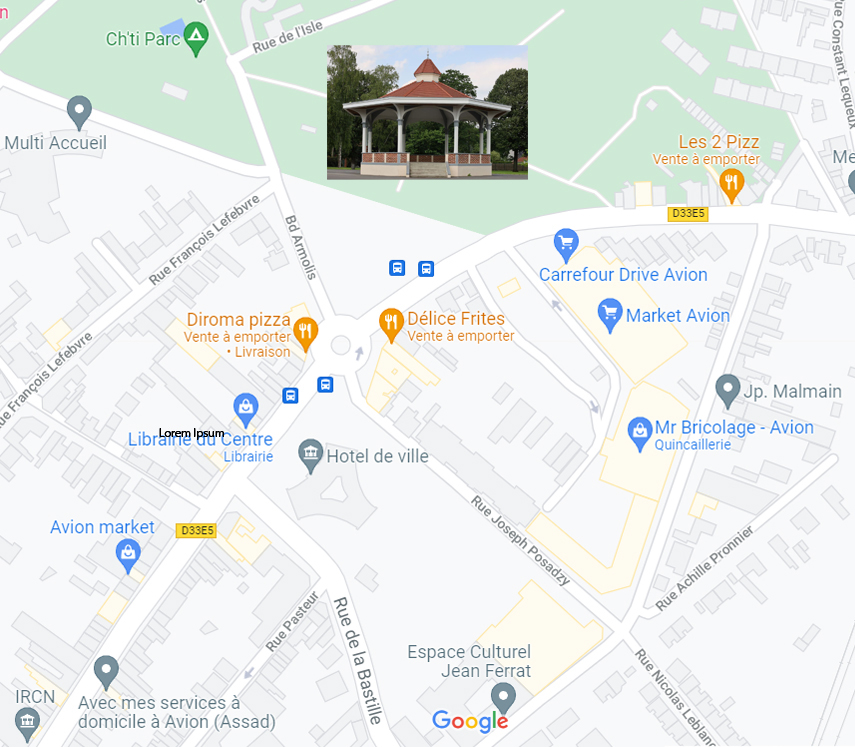 n
Ch'ti Parc
Rue de l'Isle
Rue Constant Lequeux
Multi Accueil
Les 2 Pizz
Vente à emporter
Me
D33E5
Rue François Lefebvre
Bd Armolis
Carrefour Drive Avion
Market Avion
Diroma pizza
Vente à emporter
• Livraison
Délice Frites
Vente à emporter
Rue François Lefebvre
Jp. Malmain
Lorem Ipsum
Librairie du Centre
Librairie
Mr Bricolage - Avion
Quincaillerie
Hotel de ville
Avion market
D33E5
Rue Joseph Posadzy
Rue Achille Pronnier
Rue Pasteur
Rue de la Bastille
Espace Culturel
Jean Ferrat
Rue Nicolas Leblanc
IRCN
Avec mes services à
domicile à Avion (Assad)
Google